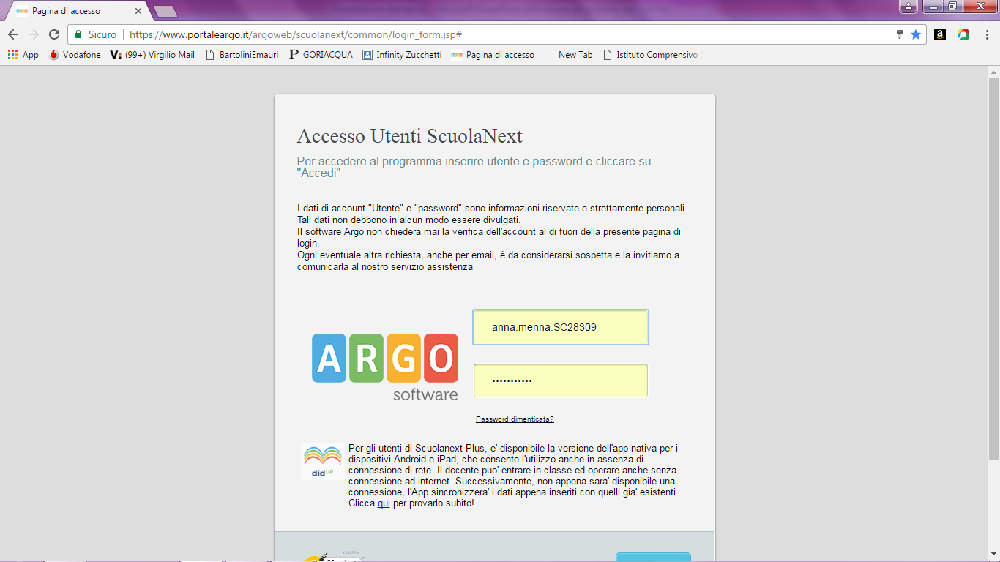 Pagina di accesso
Sicuro https://www.portaleargo.it/argoweb/scuolanext/common/login_form.jsp#
App Vodafone (99+) Virgilio Mail BartoliniEmauri GORIACQUA Infinity Zucchetti Pagina di accesso New Tab Istituto Comprensivo
Accesso Utenti ScuolaNext
Per accedere al programma inserire utente e password e cliccare su
"Accedi"
I dati di account "Utente" e "password" sono informazioni riservate e strettamente personali.
Tali dati non debbono in alcun modo essere divulgati.
Il software Argo non chiederà mai la verifica dell'account al di fuori della presente pagina di
login.
Ogni eventuale altra richiesta, anche per email, è da considerarsi sospetta e la invitiamo a
comunicarla al nostro servizio assistenza
anna.menna.SC28309
ARGO
software
•••••••••••
Password dimenticata?
didUP
Per gli utenti di Scuolanext Plus, e' disponibile la versione dell'app nativa per i
dispositivi Android e iPad, che consente l'utilizzo anche in assenza di
connessione di rete. Il docente puo' entrare in classe ed operare anche senza
connessione ad internet. Successivamente, non appena sara' disponibile una
connessione, l'App sincronizzera' i dati appena inseriti con quelli gia' esistenti.
Clicca qui per provarlo subito!